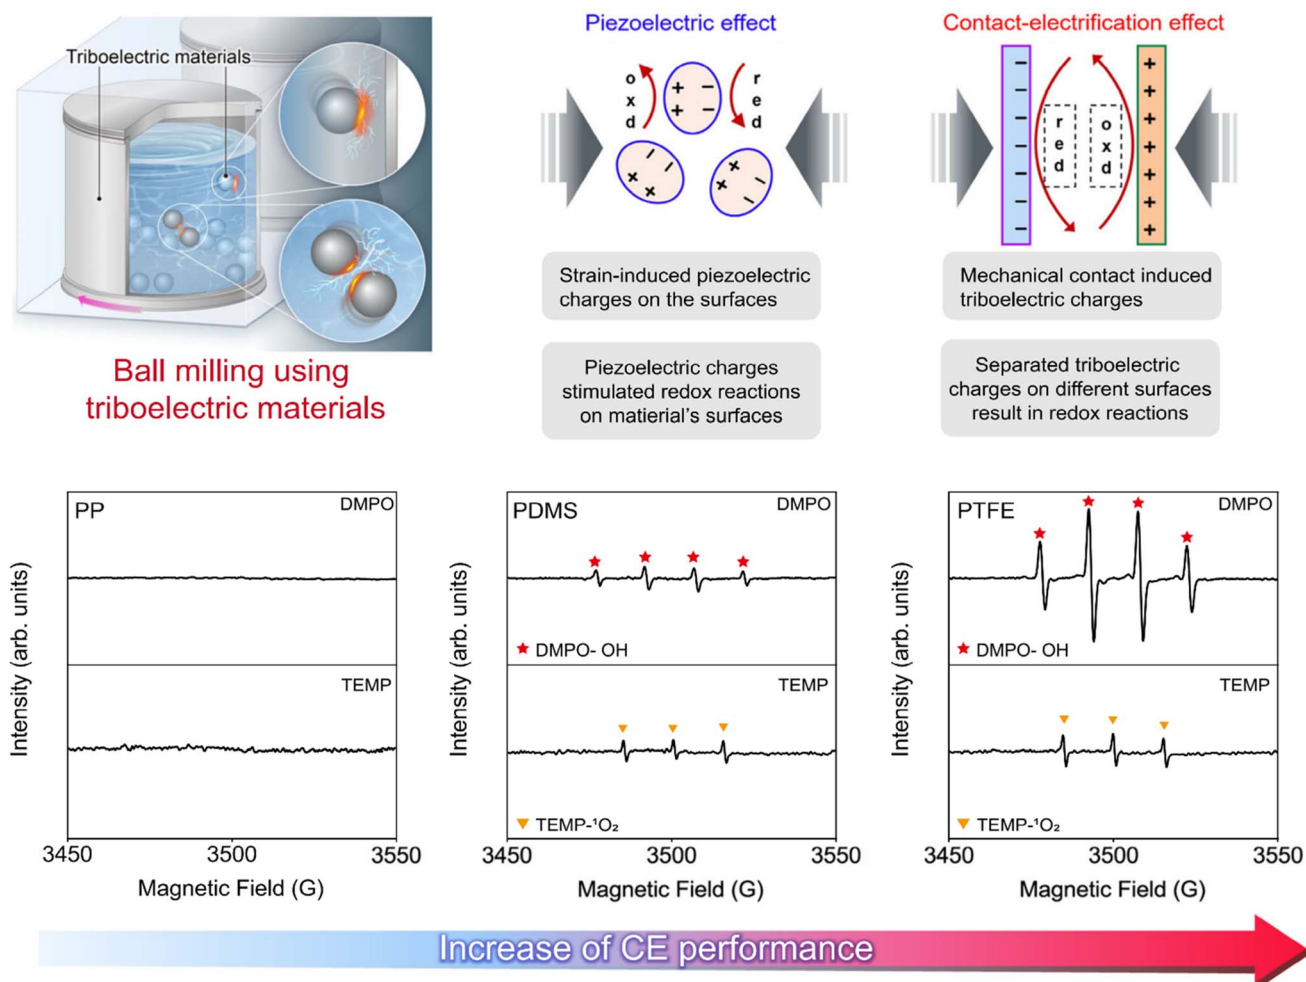 Triboelectric materials
Ball milling using
triboelectric materials
Piezoelectric effect
oxd
red
+ −
+ −
−
−
+
+
+
+
−
−
Strain-induced piezoelectric
charges on the surfaces
Piezoelectric charges
stimulated redox reactions
on matierial's surfaces
Contact-electrification effect
−
−
−
−
−
−
−
red
oxd
+
+
+
+
+
+
+
Mechanical contact induced
triboelectric charges
Separated triboelectric
charges on different surfaces
result in redox reactions
Intensity (arb. units)
PP
DMPO
TEMP
3450
3500
3550
Magnetic Field (G)
Intensity (arb. units)
PDMS
DMPO
★ DMPO- OH
TEMP
▼ TEMP-¹O₂
3450
3500
3550
Magnetic Field (G)
Intensity (arb. units)
PTFE
DMPO
★ DMPO- OH
TEMP
▼ TEMP-¹O₂
3450
3500
3550
Magnetic Field (G)
Increase of CE performance